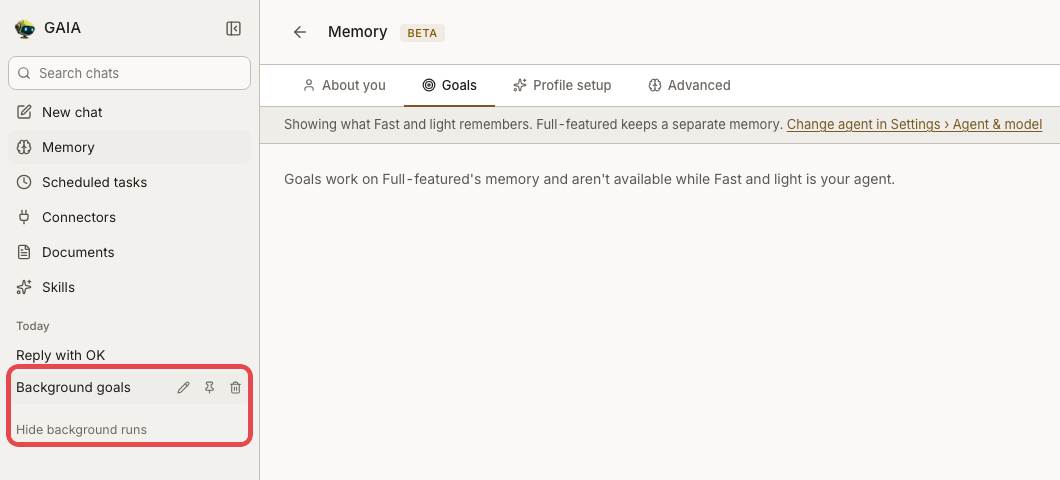 GAIA
Search chats
New chat
Memory
Scheduled tasks
Connectors
Documents
Skills
Today
Reply with OK
Background goals
Hide background runs
Memory BETA
About you Goals Profile setup Advanced
Showing what Fast and light remembers. Full-featured keeps a separate memory. Change agent in Settings › Agent & model
Goals work on Full-featured's memory and aren't available while Fast and light is your agent.